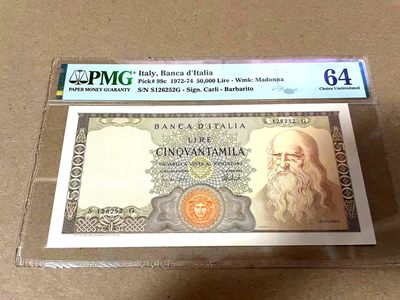 PMG
PAPER MONEY GUARANTY
Italy, Banca d'Italia
Pick# 99c 1972-74 50,000 Lire - Wmk: Madonna
S/N S126252G - Sign. Carli - Barbarito
64
Choice Uncirculated
BANCA D'ITALIA
S 126252 G
LIRE
CINQVANTAMILA
PAGABILI A VISTA AL PORTATORE
S 126252 G
LEONARDO